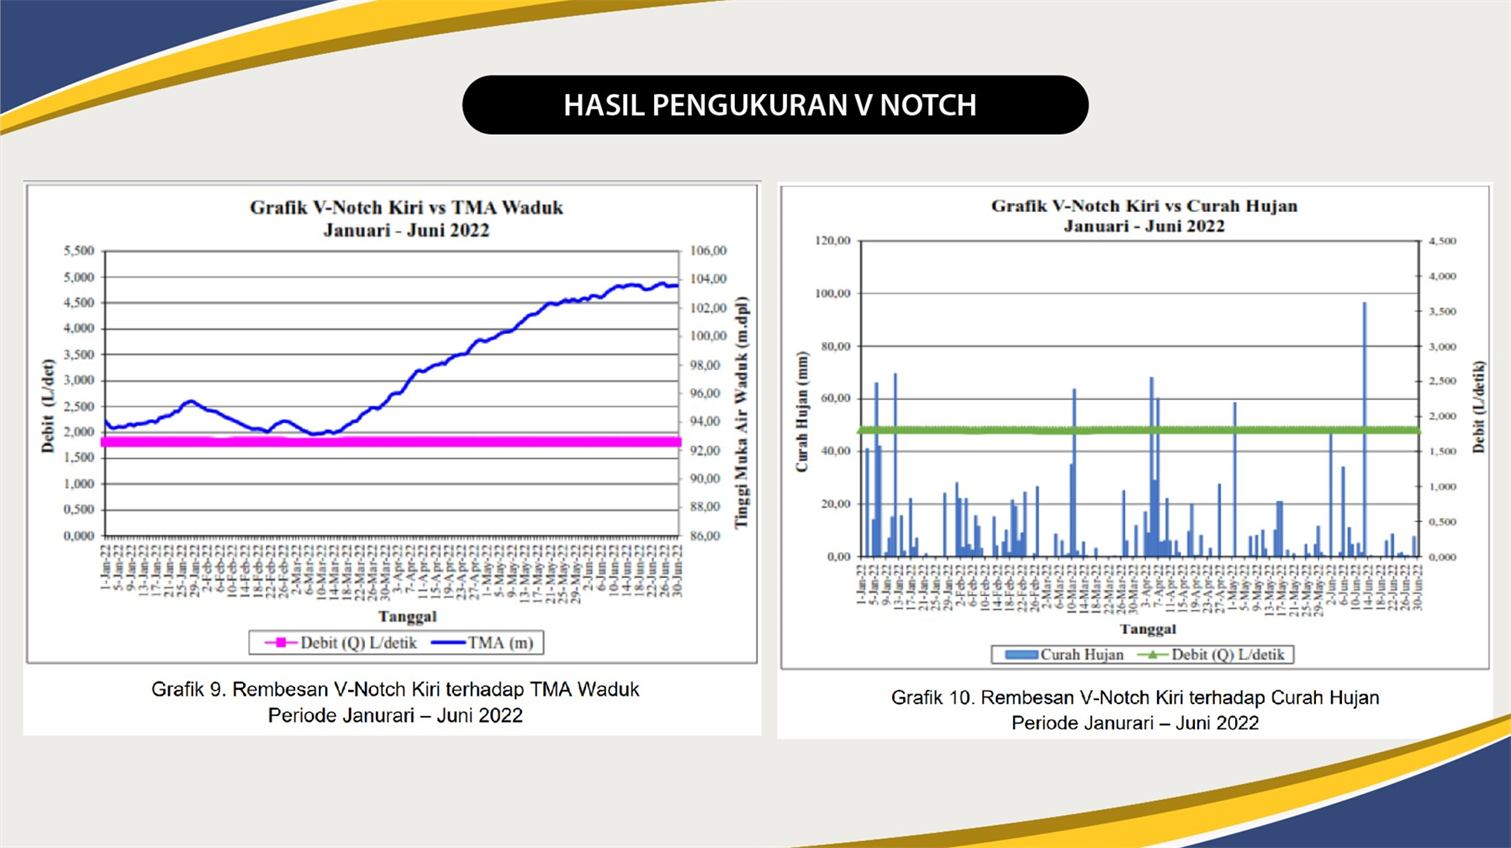 HASIL PENGUKURAN V NOTCH
Grafik V-Notch Kiri vs TMA Waduk
Januari - Juni 2022
5,500
5,000
4,500
4,000
3,500
3,000
2,500
2,000
1,500
1,000
0,500
0,000
Debit (L/det)
106,00
104,00
102,00
100,00
98,00
96,00
94,00
92,00
90,00
88,00
86,00
Tinggi Muka Air Waduk (m.dpl)
1-Jan-22
5-Jan-22
9-Jan-22
13-Jan-22
17-Jan-22
21-Jan-22
25-Jan-22
29-Jan-22
2-Feb-22
6-Feb-22
10-Feb-22
14-Feb-22
18-Feb-22
22-Feb-22
26-Feb-22
2-Mar-22
6-Mar-22
10-Mar-22
14-Mar-22
18-Mar-22
22-Mar-22
26-Mar-22
30-Mar-22
3-Apr-22
7-Apr-22
11-Apr-22
15-Apr-22
19-Apr-22
23-Apr-22
27-Apr-22
1-May-22
5-May-22
9-May-22
13-May-22
17-May-22
21-May-22
25-May-22
29-May-22
2-Jun-22
6-Jun-22
10-Jun-22
14-Jun-22
18-Jun-22
22-Jun-22
26-Jun-22
30-Jun-22
Tanggal
Debit (Q) L/detik TMA (m)
Grafik 9. Rembesan V-Notch Kiri terhadap TMA Waduk
Periode Janurari – Juni 2022
Grafik V-Notch Kiri vs Curah Hujan
Januari - Juni 2022
120,00
100,00
80,00
60,00
40,00
20,00
0,00
Curah Hujan (mm)
4,500
4,000
3,500
3,000
2,500
2,000
1,500
1,000
0,500
0,000
Debit (L/detik)
1-Jan-22
5-Jan-22
9-Jan-22
13-Jan-22
17-Jan-22
21-Jan-22
25-Jan-22
29-Jan-22
2-Feb-22
6-Feb-22
10-Feb-22
14-Feb-22
18-Feb-22
22-Feb-22
26-Feb-22
2-Mar-22
6-Mar-22
10-Mar-22
14-Mar-22
18-Mar-22
22-Mar-22
26-Mar-22
30-Mar-22
3-Apr-22
7-Apr-22
11-Apr-22
15-Apr-22
19-Apr-22
23-Apr-22
27-Apr-22
1-May-22
5-May-22
9-May-22
13-May-22
17-May-22
21-May-22
25-May-22
29-May-22
2-Jun-22
6-Jun-22
10-Jun-22
14-Jun-22
18-Jun-22
22-Jun-22
26-Jun-22
30-Jun-22
Tanggal
Curah Hujan Debit (Q) L/detik
Grafik 10. Rembesan V-Notch Kiri terhadap Curah Hujan
Periode Janurari – Juni 2022